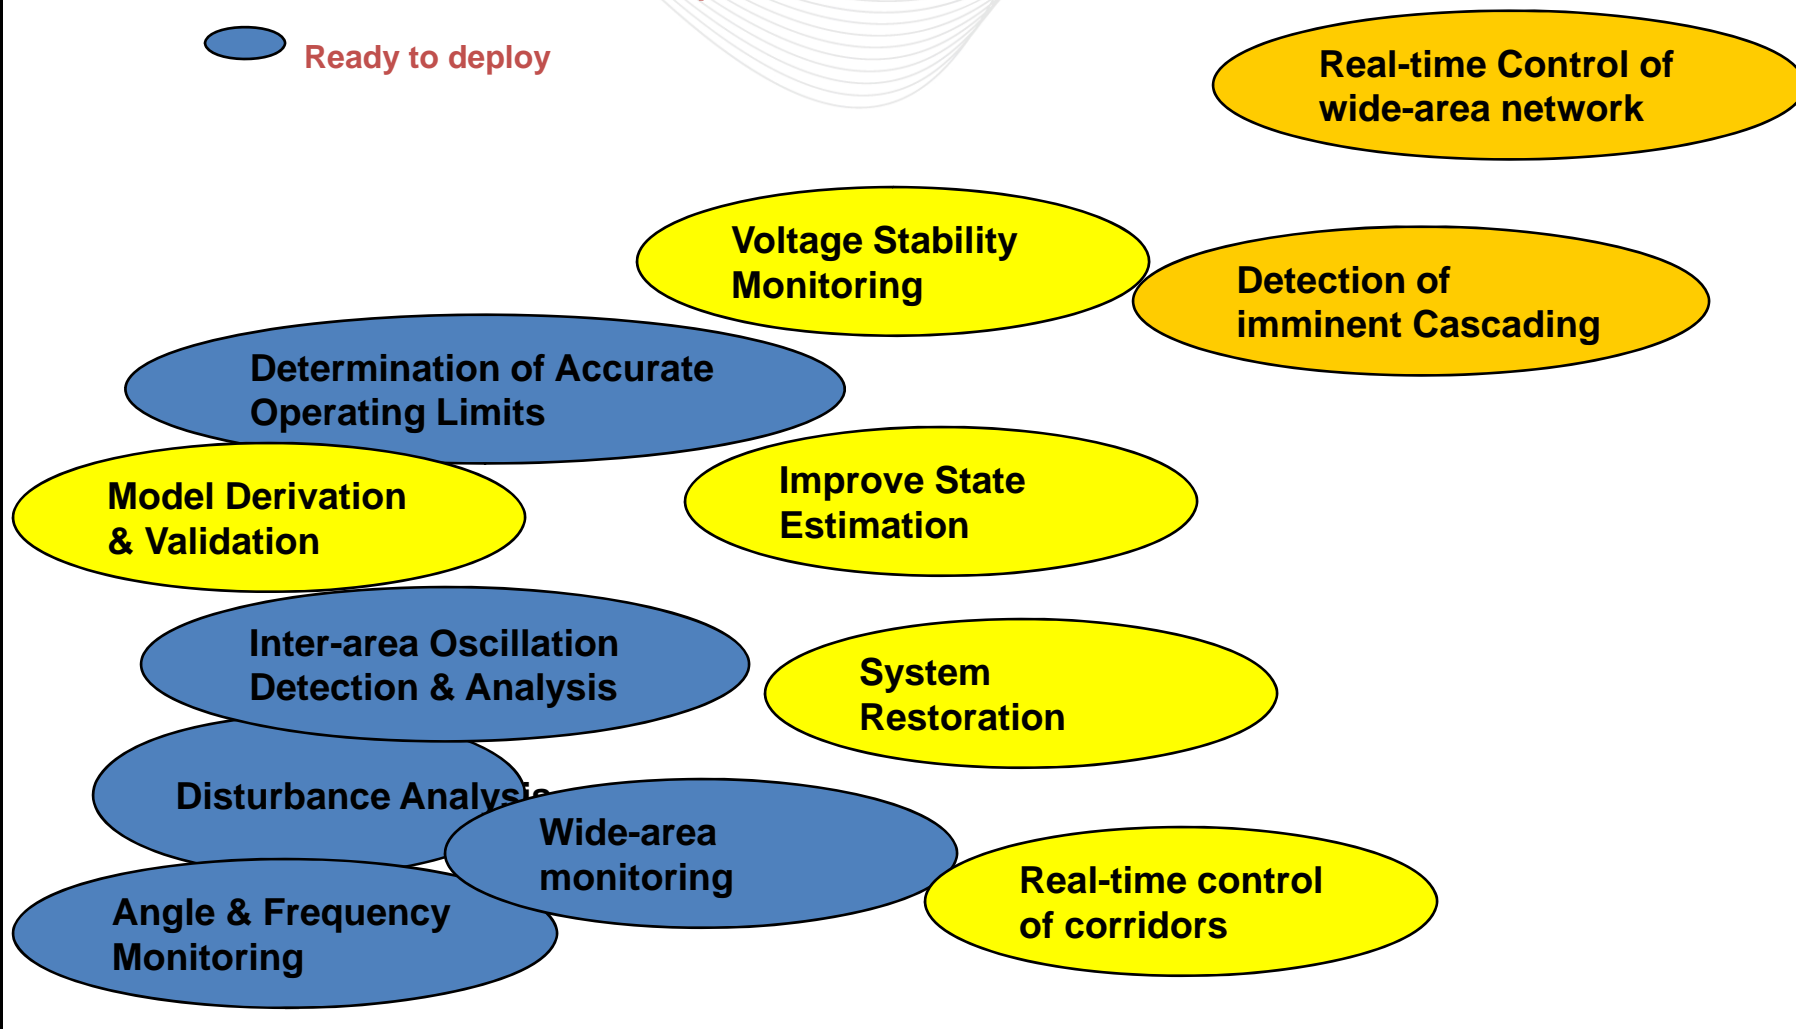 Ready to deploy
Real-time Control of
wide-area network
Voltage Stability
Monitoring
Detection of
imminent Cascading
Determination of Accurate
Operating Limits
Model Derivation
& Validation
Improve State
Estimation
Inter-area Oscillation
Detection & Analysis
System
Restoration
Disturbance Analysis
Wide-area
monitoring
Real-time control
of corridors
Angle & Frequency
Monitoring